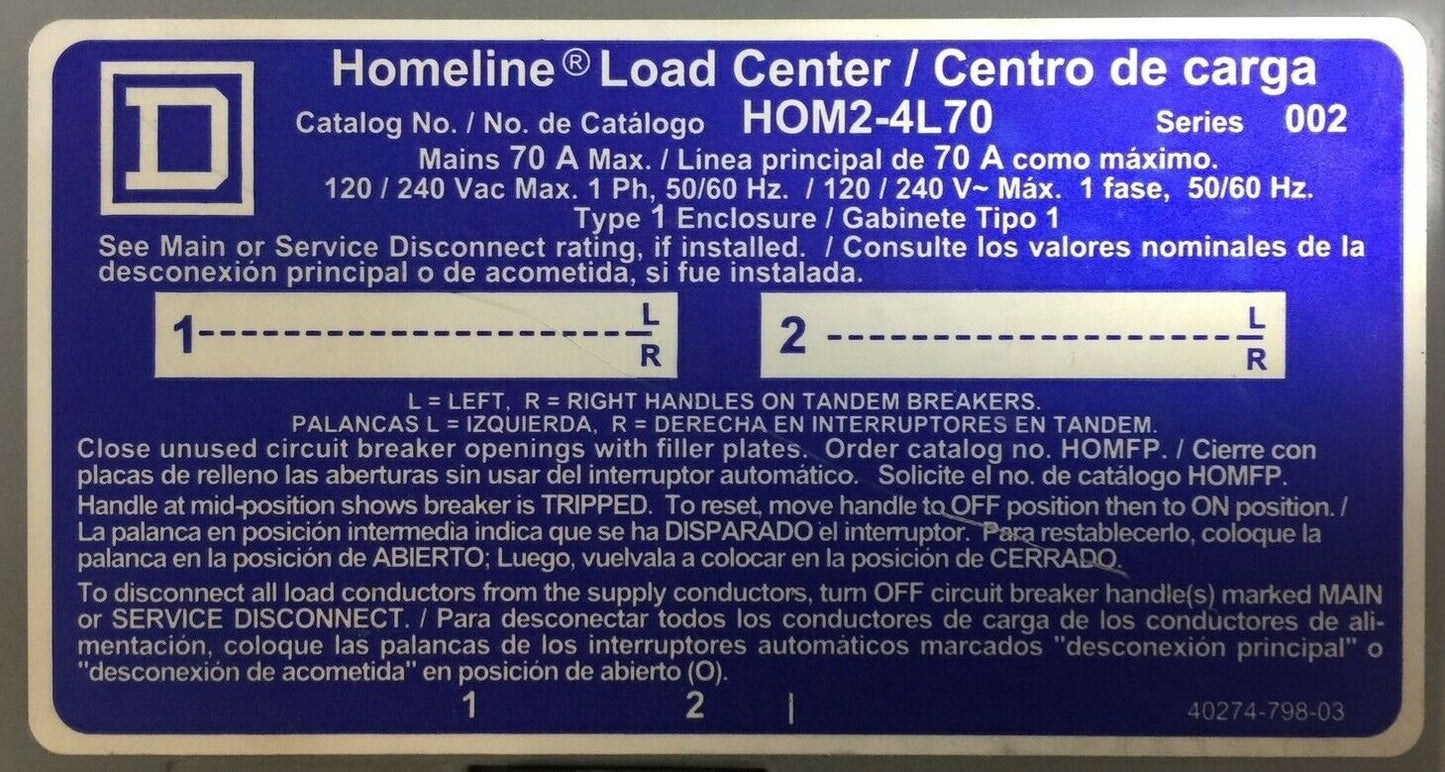 D
Homeline® Load Center / Centro de carga
Catalog No. / No. de Catálogo HOM2-4L70 Series 002
Mains 70 A Max. / Línea principal de 70 A como máximo.
120 / 240 Vac Max. 1 Ph, 50/60 Hz. / 120 / 240 V~ Máx. 1 fase, 50/60 Hz.
Type 1 Enclosure / Gabinete Tipo 1
See Main or Service Disconnect rating, if installed. / Consulte los valores nominales de la
desconexión principal o de acometida, si fue instalada.
1 L
R
2 L
R
L = LEFT, R = RIGHT HANDLES ON TANDEM BREAKERS.
PALANCAS L = IZQUIERDA, R = DERECHA EN INTERRUPTORES EN TANDEM.
Close unused circuit breaker openings with filler plates. Order catalog no. HOMFP. / Cierre con
placas de relleno las aberturas sin usar del interruptor automático. Solicite el no. de catálogo HOMFP.
Handle at mid-position shows breaker is TRIPPED. To reset, move handle to OFF position then to ON position. /
La palanca en posición intermedia indica que se ha DISPARADO el interruptor. Para restablecerlo, coloque la
palanca en la posición de ABIERTO; Luego, vuelvala a colocar en la posición de CERRADO.
To disconnect all load conductors from the supply conductors, turn OFF circuit breaker handle(s) marked MAIN
or SERVICE DISCONNECT. / Para desconectar todos los conductores de carga de los conductores de ali-
mentación, coloque las palancas de los interruptores automáticos marcados "desconexión principal" o
"desconexión de acometida" en posición de abierto (O).
1 2 |
40274-798-03